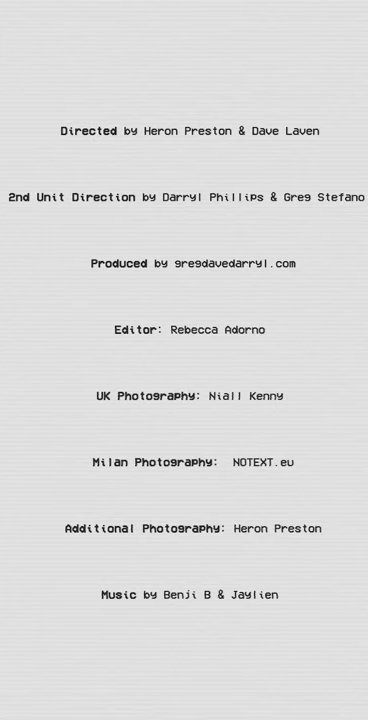 Directed by Heron Preston & Dave Laven
2nd Unit Direction by Darryl Phillips & Greg Stefano
Produced by gregdavedarryl.com
Editor: Rebecca Adorno
UK Photography: Niall Kenny
Milan Photography: NOTEXT.eu
Additional Photography: Heron Preston
Music by Benji B & Jaylien